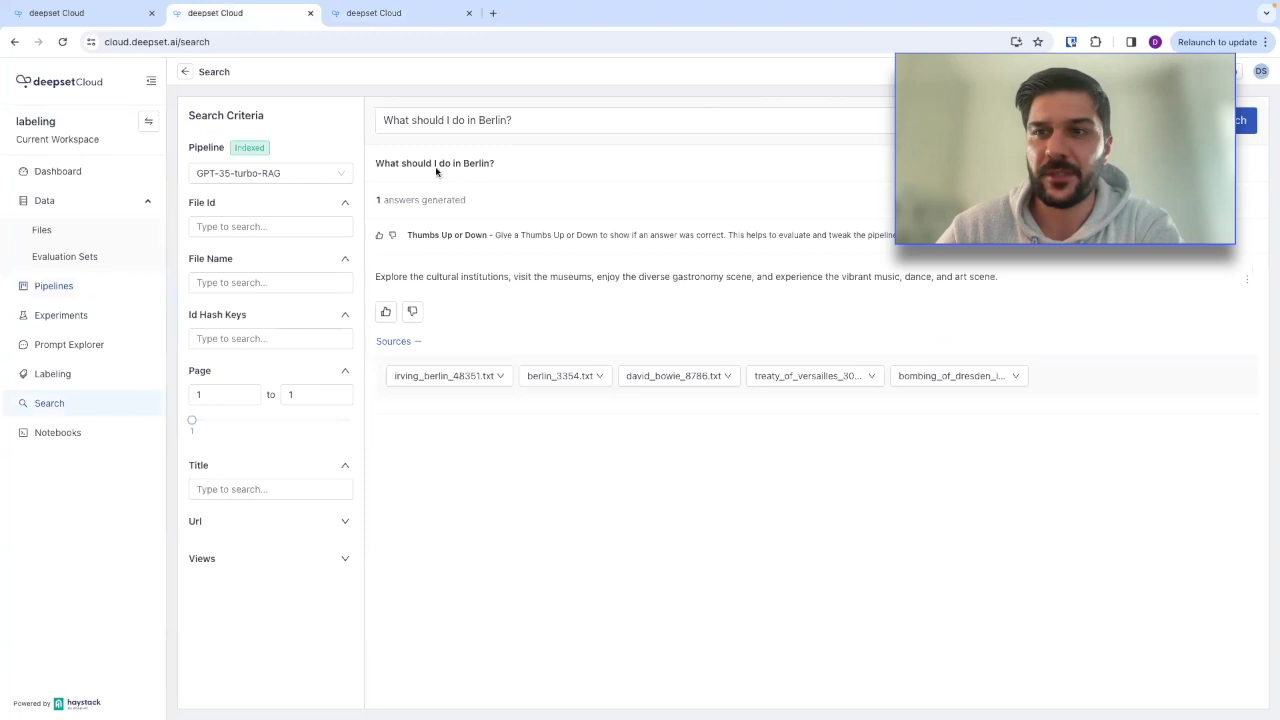 deepset Cloud
deepset Cloud
deepset Cloud
cloud.deepset.ai/search
D
Relaunch to update
deepsetCloud
Search
DS
labeling
Current Workspace
Dashboard
Data
Files
Evaluation Sets
Pipelines
Experiments
Prompt Explorer
Labeling
Search
Notebooks
Powered by haystack
Search Criteria
Pipeline Indexed
GPT-35-turbo-RAG
File Id
Type to search...
File Name
Type to search...
Id Hash Keys
Type to search...
Page
1 to 1
1
Title
Type to search...
Url
Views
What should I do in Berlin?
ch
What should I do in Berlin?
1 answers generated
Thumbs Up or Down - Give a Thumbs Up or Down to show if an answer was correct. This helps to evaluate and tweak the pipeline
Explore the cultural institutions, visit the museums, enjoy the diverse gastronomy scene, and experience the vibrant music, dance, and art scene.
Sources
irving_berlin_48351.txt berlin_3354.txt david_bowie_8786.txt treaty_of_versailles_30... bombing_of_dresden_i...